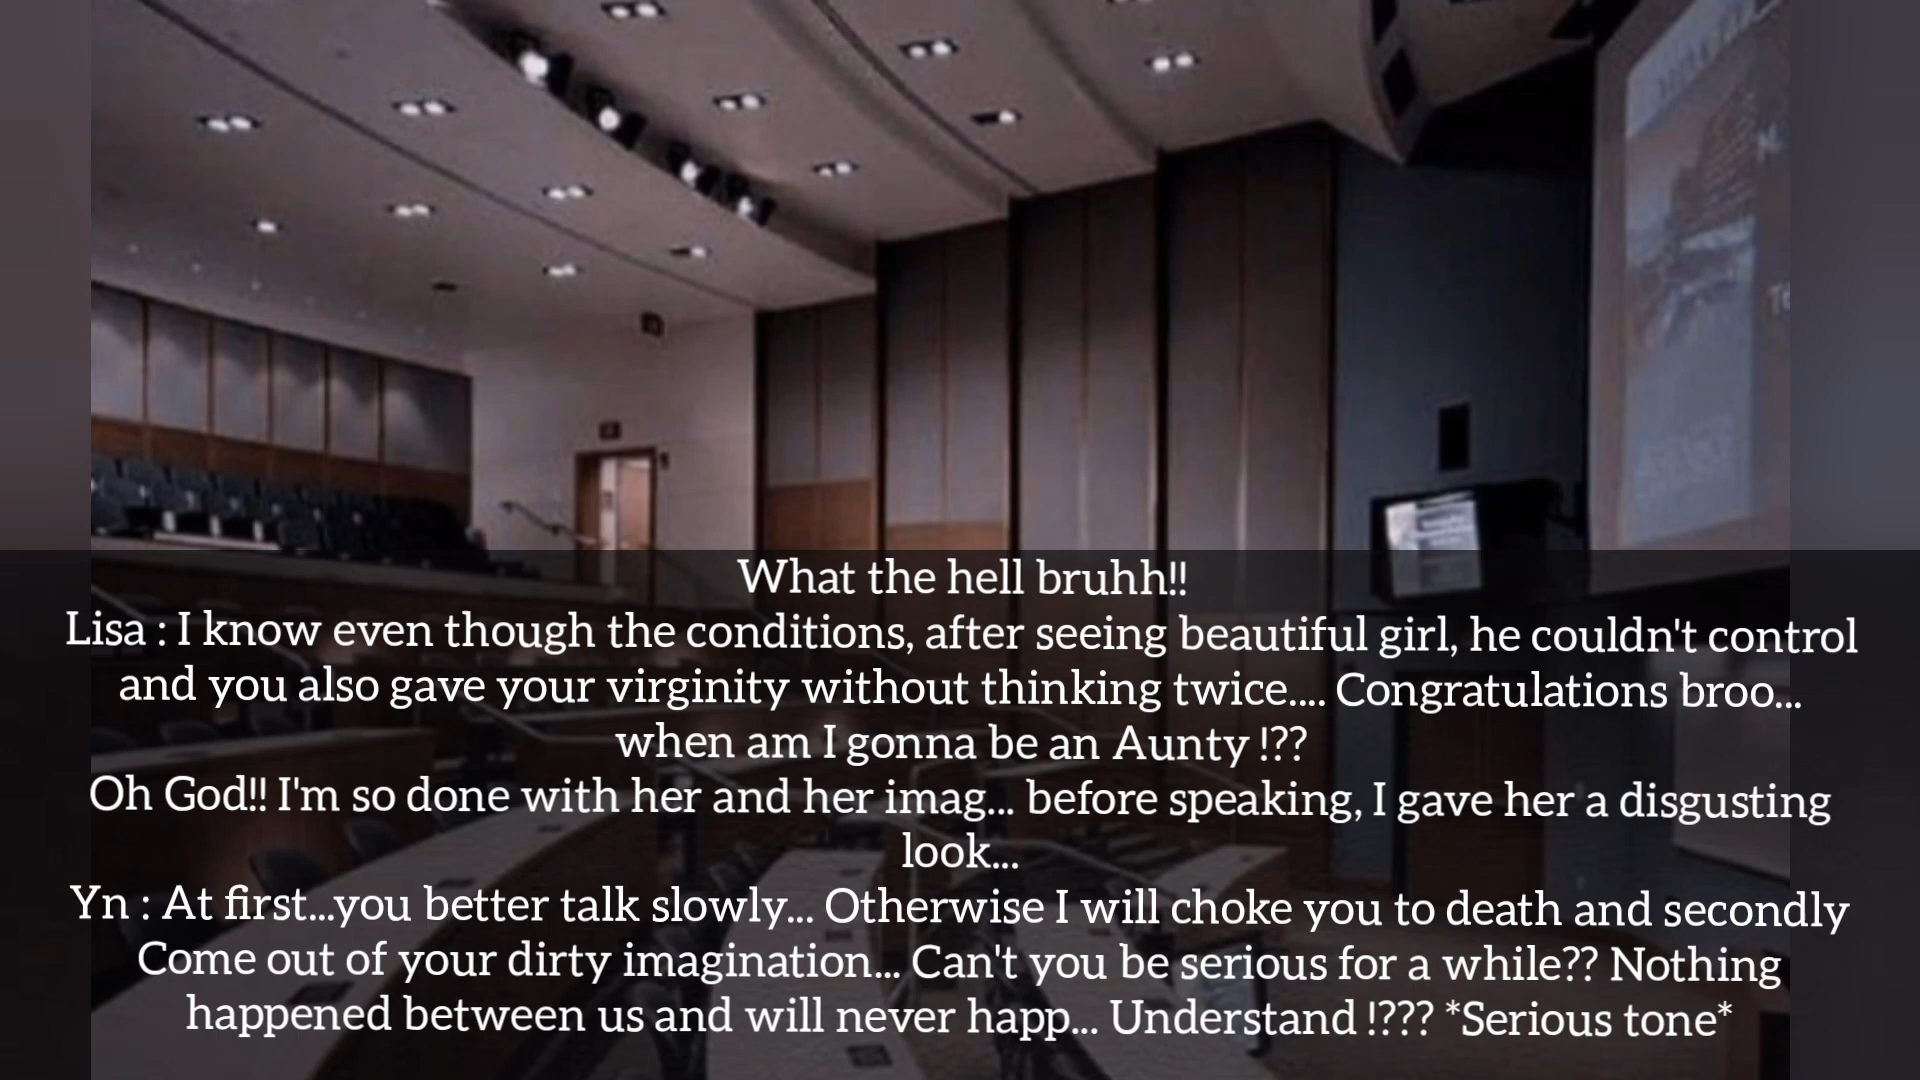 What the hell bruhh!!
Lisa : I know even though the conditions, after seeing beautiful girl, he couldn't control
and you also gave your virginity without thinking twice.... Congratulations broo...
when am I gonna be an Aunty !??
Oh God!! I'm so done with her and her imag... before speaking, I gave her a disgusting
look...
Yn : At first...you better talk slowly... Otherwise I will choke you to death and secondly
Come out of your dirty imagination... Can't you be serious for a while?? Nothing
happened between us and will never happ... Understand !??? *Serious tone*